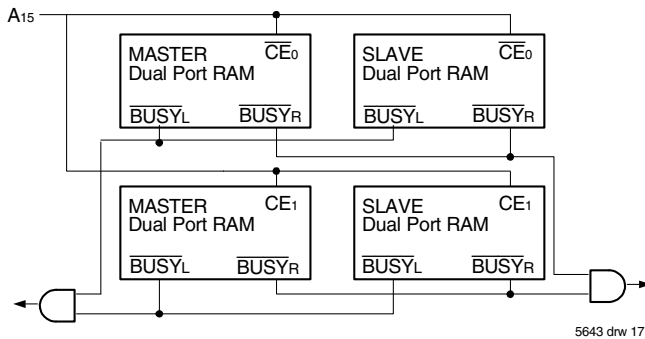 A15
MASTER CE0 SLAVE CE0
Dual Port RAM Dual Port RAM
BUSYL BUSYR BUSYL BUSYR
MASTER CE1 SLAVE CE1
Dual Port RAM Dual Port RAM
BUSYL BUSYR BUSYL BUSYR
5643 drw 17